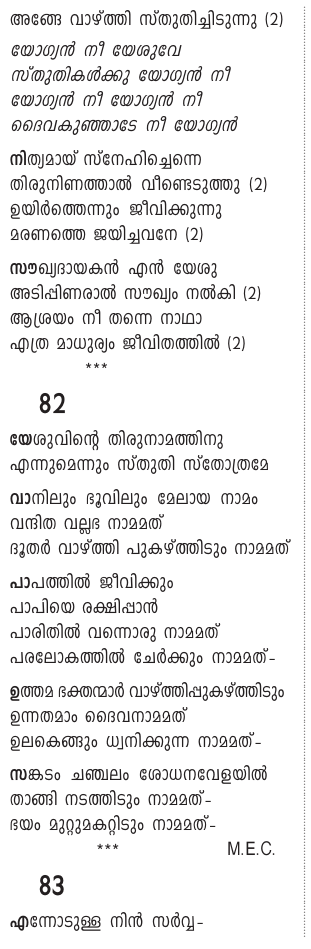 അങ്ങേ വാഴ്ത്തി സ്തുതിച്ചിടുന്നു (2)
യോഗ്യൻ നീ യേശുവേ
സ്തുതികൾക്കു യോഗ്യൻ നീ
യോഗ്യൻ നീ യോഗ്യൻ നീ
ദൈവകുഞ്ഞാടേ നീ യോഗ്യൻ
നിത്യമായ് സ്നേഹിച്ചെന്നെ
തിരുനിണത്താൽ വീണ്ടെടുത്തു (2)
ഉയിർത്തെന്നും ജീവിക്കുന്നു
മരണത്തെ ജയിച്ചവനേ (2)
സൗഖ്യദായകൻ എൻ യേശു
അടിപ്പിണരാൽ സൗഖ്യം നൽകി (2)
ആശ്രയം നീ തന്നെ നാഥാ
എത്ര മാധുര്യം ജീവിതത്തിൽ (2)
***
82
യേശുവിന്റെ തിരുനാമത്തിനു
എന്നുമെന്നും സ്തുതി സ്തോത്രമേ
വാനിലും ഭൂവിലും മേലായ നാമം
വന്ദിത വല്ലഭ നാമമത്
ദൂതർ വാഴ്ത്തി പുകഴ്ത്തിടും നാമമത്
പാപത്തിൽ ജീവിക്കും
പാപിയെ രക്ഷിപ്പാൻ
പാരിതിൽ വന്നൊരു നാമമത്
പരലോകത്തിൽ ചേർക്കും നാമമത്-
ഉത്തമ ഭക്തന്മാർ വാഴ്ത്തിപ്പുകഴ്ത്തിടും
ഉന്നതമാം ദൈവനാമമത്
ഉലകെങ്ങും ധ്വനിക്കുന്ന നാമമത്-
സങ്കടം ചഞ്ചലം ശോധനവേളയിൽ
താങ്ങി നടത്തിടും നാമമത്-
ഭയം മുറ്റുമകറ്റിടും നാമമത്-
*** M.E.C.
83
എന്നോടുള്ള നിൻ സർവ്വ-